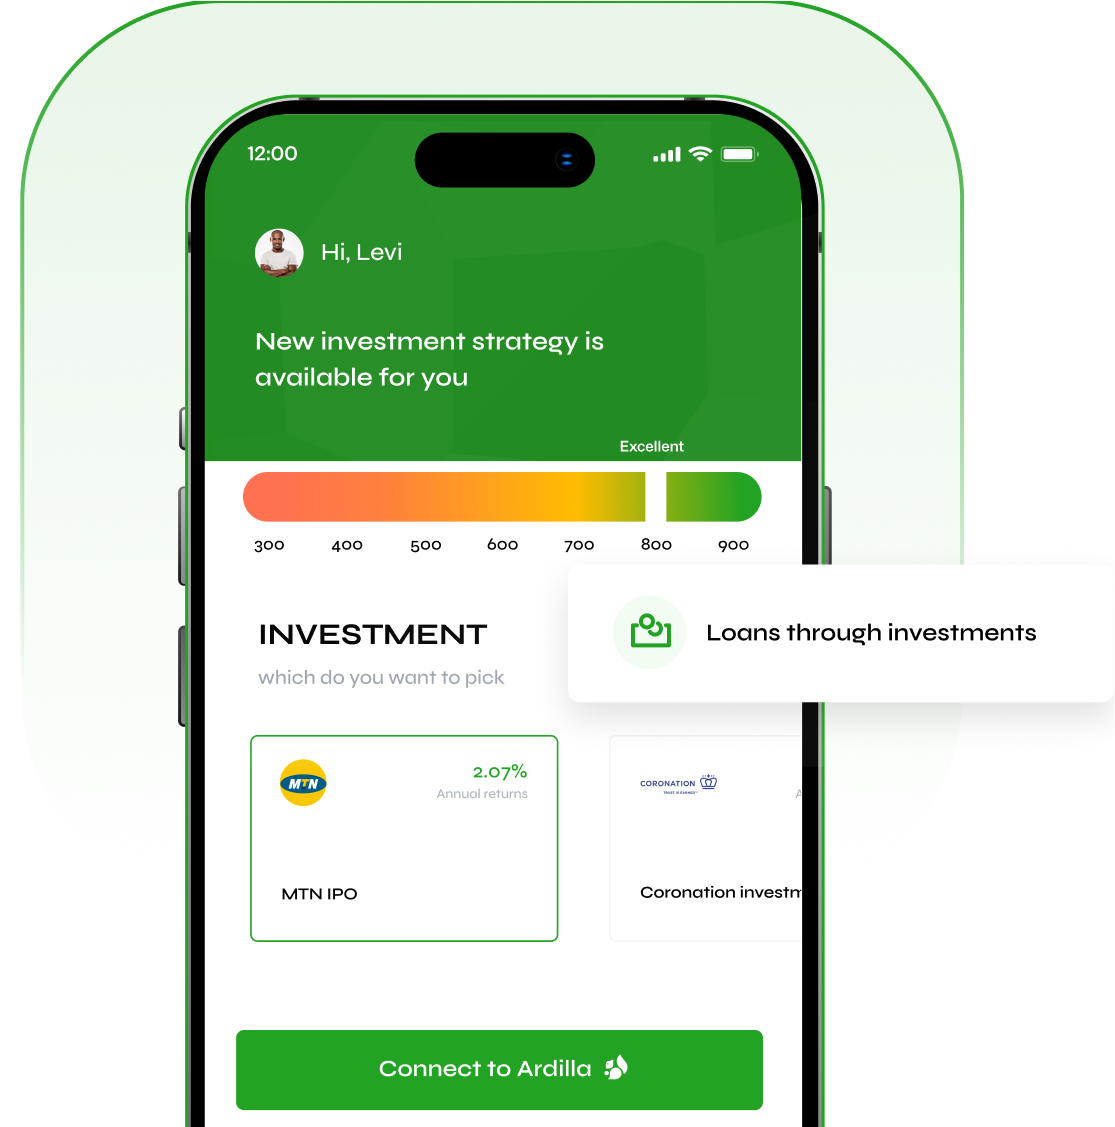 12:00
Hi, Levi
New investment strategy is
available for you
Excellent
300 400 500 600 700 800 900
Loans through investments
INVESTMENT
which do you want to pick
MTN
2.07%
Annual returns
MTN IPO
CORONATION
TRUST IS EARNED™
A
Coronation investm
Connect to Ardilla